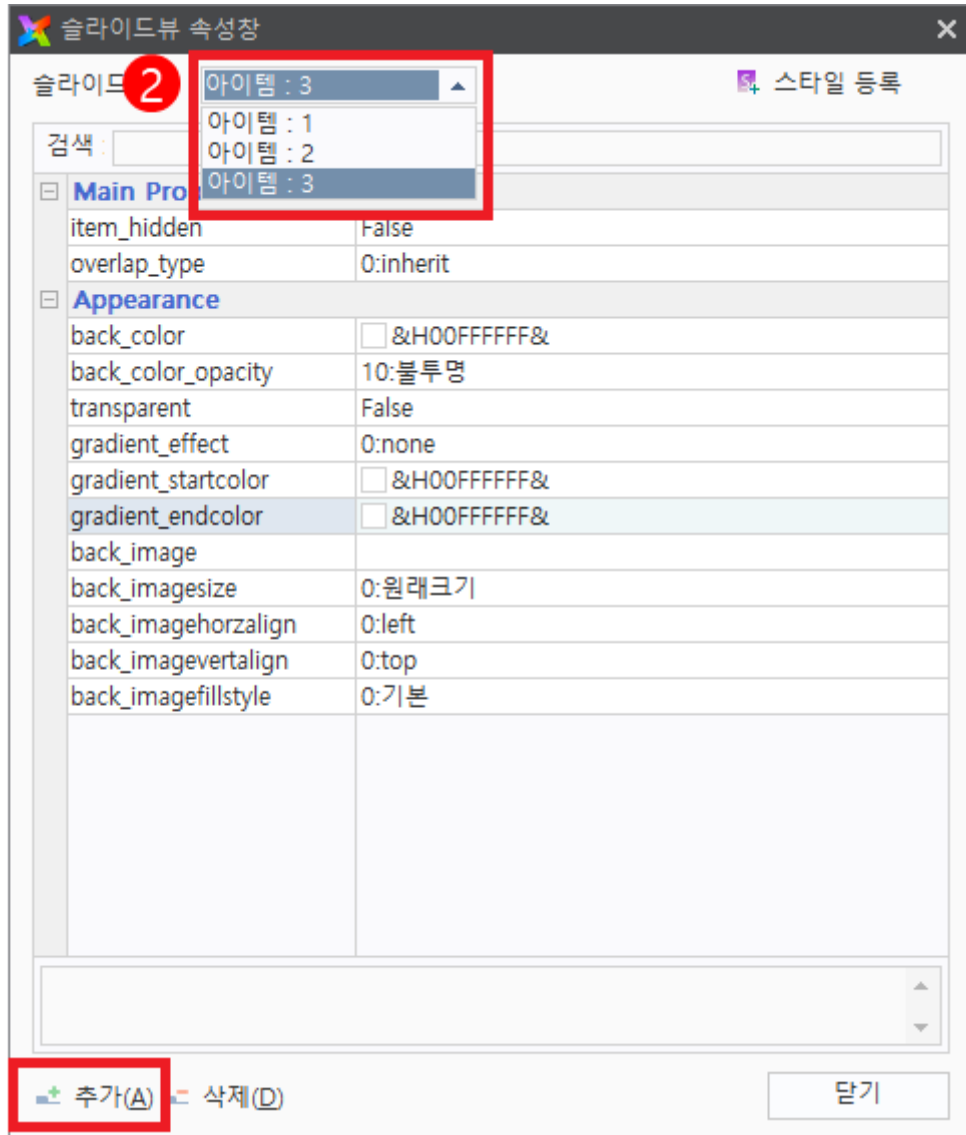 슬라이드뷰 속성창
슬라이드 2 아이템 : 3 스타일 등록
아이템 : 1
아이템 : 2
아이템 : 3
검색 :
Main Pro
item_hidden False
overlap_type 0:inherit
Appearance
back_color &H00FFFFFF&
back_color_opacity 10:불투명
transparent False
gradient_effect 0:none
gradient_startcolor &H00FFFFFF&
gradient_endcolor &H00FFFFFF&
back_image
back_imagesize 0:원래크기
back_imagehorzalign 0:left
back_imagevertalign 0:top
back_imagefillstyle 0:기본
추가(A) 삭제(D) 닫기